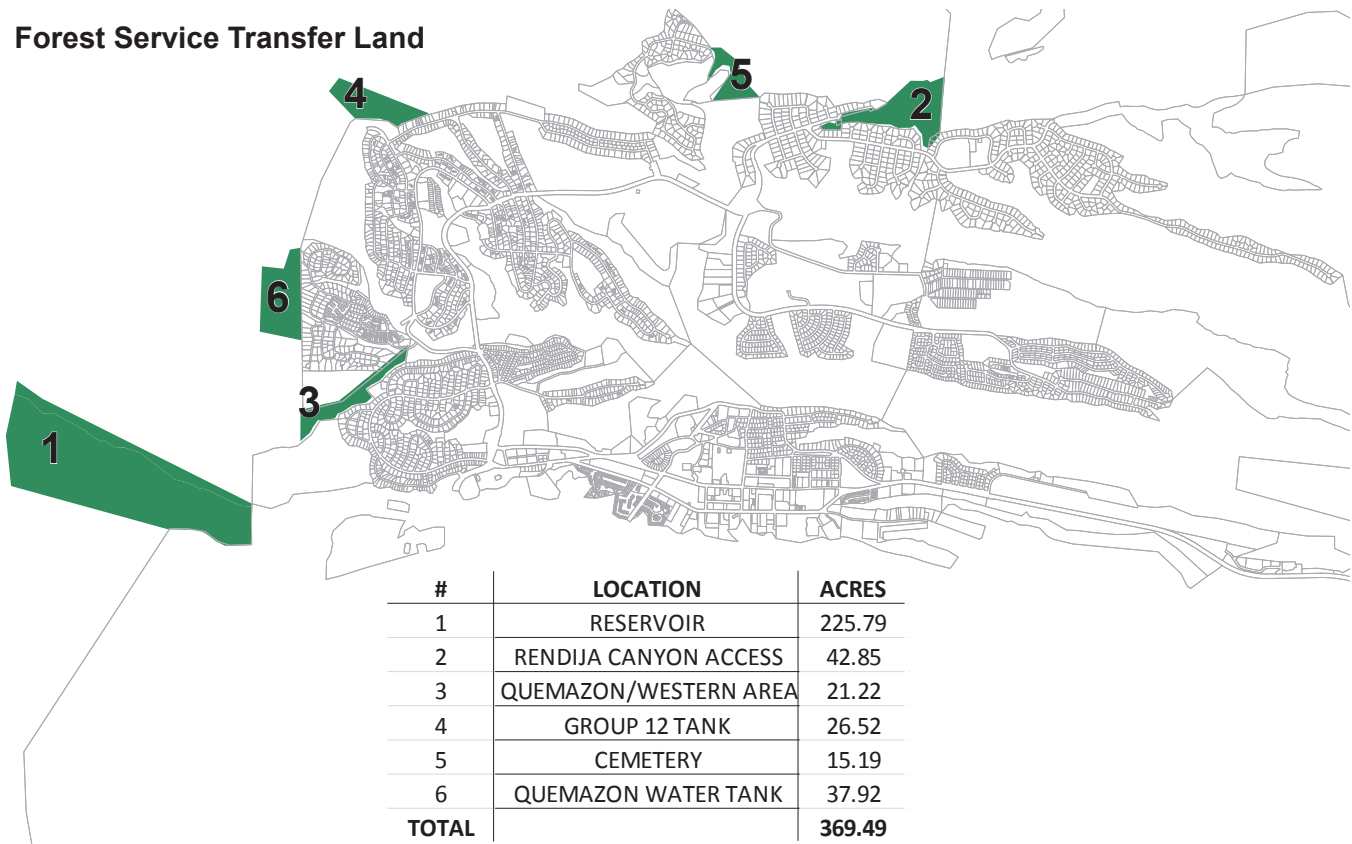 Forest Service Transfer Land
4
5
2
6
3
1
# LOCATION ACRES
1 RESERVOIR 225.79
2 RENDIJA CANYON ACCESS 42.85
3 QUEMAZON/WESTERN AREA 21.22
4 GROUP 12 TANK 26.52
5 CEMETERY 15.19
6 QUEMAZON WATER TANK 37.92
TOTAL 369.49